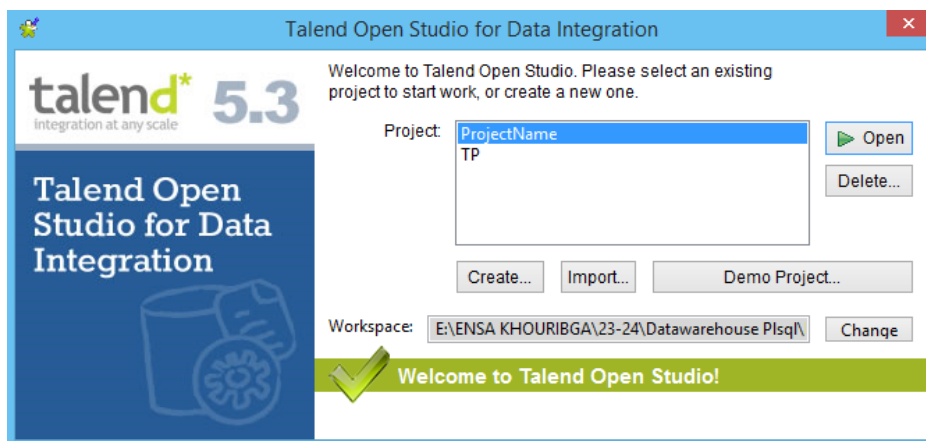 Talend Open Studio for Data Integration
talend*
integration at any scale
5.3
Talend Open
Studio for Data
Integration
Welcome to Talend Open Studio. Please select an existing
project to start work, or create a new one.
Project:
ProjectName
TP
Open
Delete...
Create...
Import...
Demo Project...
Workspace:
E:\ENSA KHOURIBGA\23-24\Datawarehouse Plsql\
Change
Welcome to Talend Open Studio!